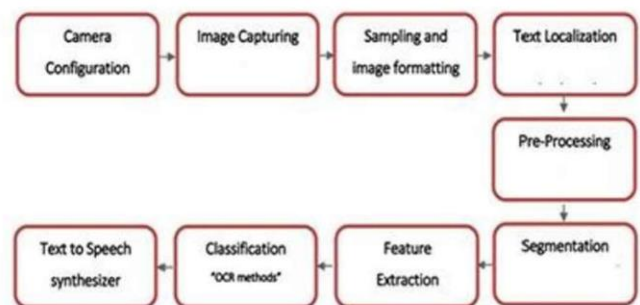 Camera
Configuration
Image Capturing
Sampling and
image formatting
Text Localization
Pre-Processing
Segmentation
Feature
Extraction
Classification
"OCR methods"
Text to Speech
synthesizer